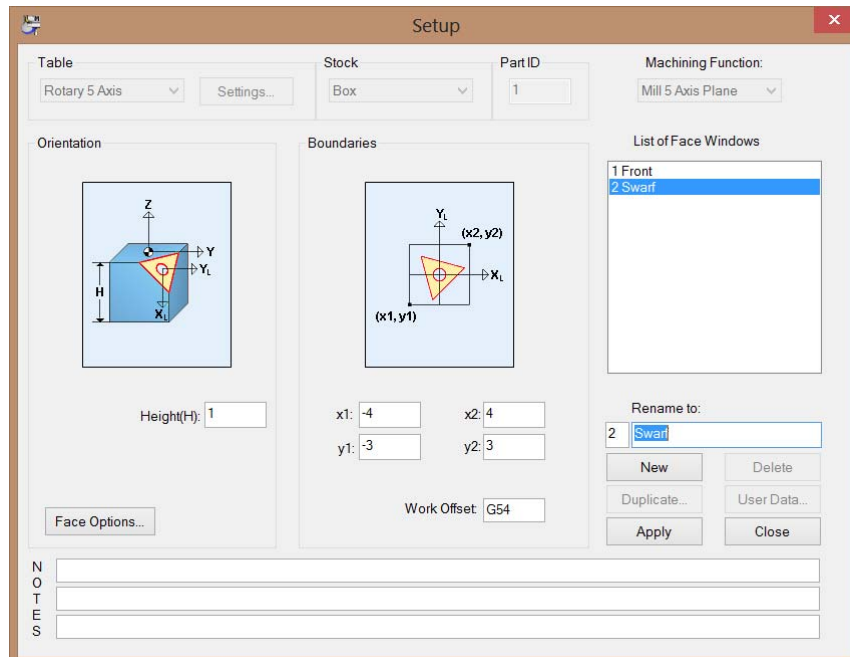 Setup
Table
Stock
Part ID
Machining Function:
Rotary 5 Axis
Settings...
Box
1
Mill 5 Axis Plane
Orientation
Boundaries
List of Face Windows
1 Front
2 Swarf
Z
Y
YL
XL
H
YL
(x2,y2)
XL
(x1,y1)
Height(H): 1
x1: -4
x2: 4
y1: -3
y2: 3
Work Offset: G54
Face Options...
Rename to:
2 Swarf
New
Delete
Duplicate...
User Data...
Apply
Close
NOTES